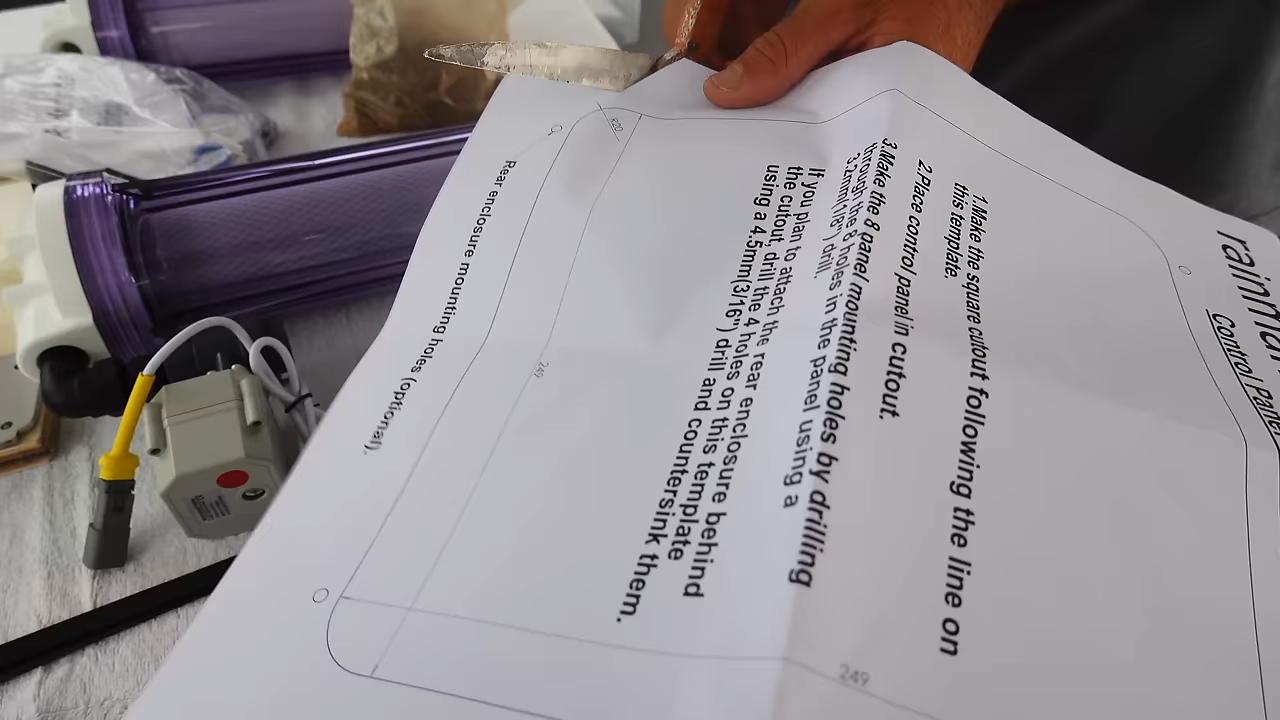 rainman
Control Panel
1.Make the square cutout following the line on
this template.
2.Place control panel in cutout.
3.Make the 8 panel mounting holes by drilling
through the 8 holes in the panel using a
3.2mm(1/8") drill.
If you plan to attach the rear enclosure behind
the cutout, drill the 4 holes on this template
using a 4.5mm(3/16") drill and countersink them.
R20
249
249
Rear enclosure mounting holes (optional).